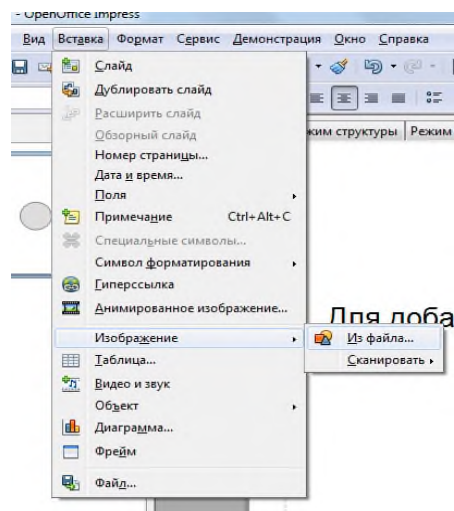 - OpenOffice Impress
Вид Вставка Формат Сервис Демонстрация Окно Справка
Слайд
Дублировать слайд
Расширить слайд
жим структуры Режим
Обзорный слайд
Номер страницы...
Дата и время...
Поля
Примечание Ctrl+Alt+C
Специальные символы...
Символ форматирования
Гиперссылка
Анимированное изображение...
Для доба
Изображение
Из файла...
Таблица...
Сканировать
Видео и звук
Объект
Диаграмма...
Фрейм
Файл...